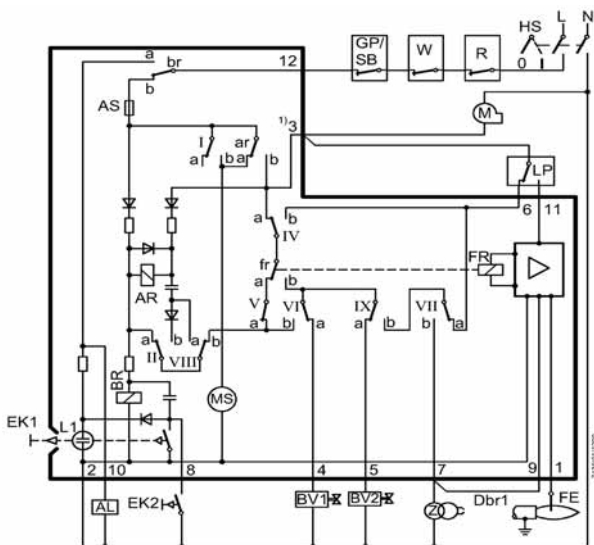 HS L N
GP/
SB
W
R
0 1
a
br
12
b
AS
1)3
M
I
ar
a
b
a
b
LP
6 11
a b
IV
fr
FR
a b
AR
V
VI
IX
VII
b
a
a
b
b
a
a
b
b
a
II
VIII
BR
MS
EK1
L1
2 10 8 4 5 7 9 1
AL
EK2
BV1
BV2
Z
Dbr1
FE